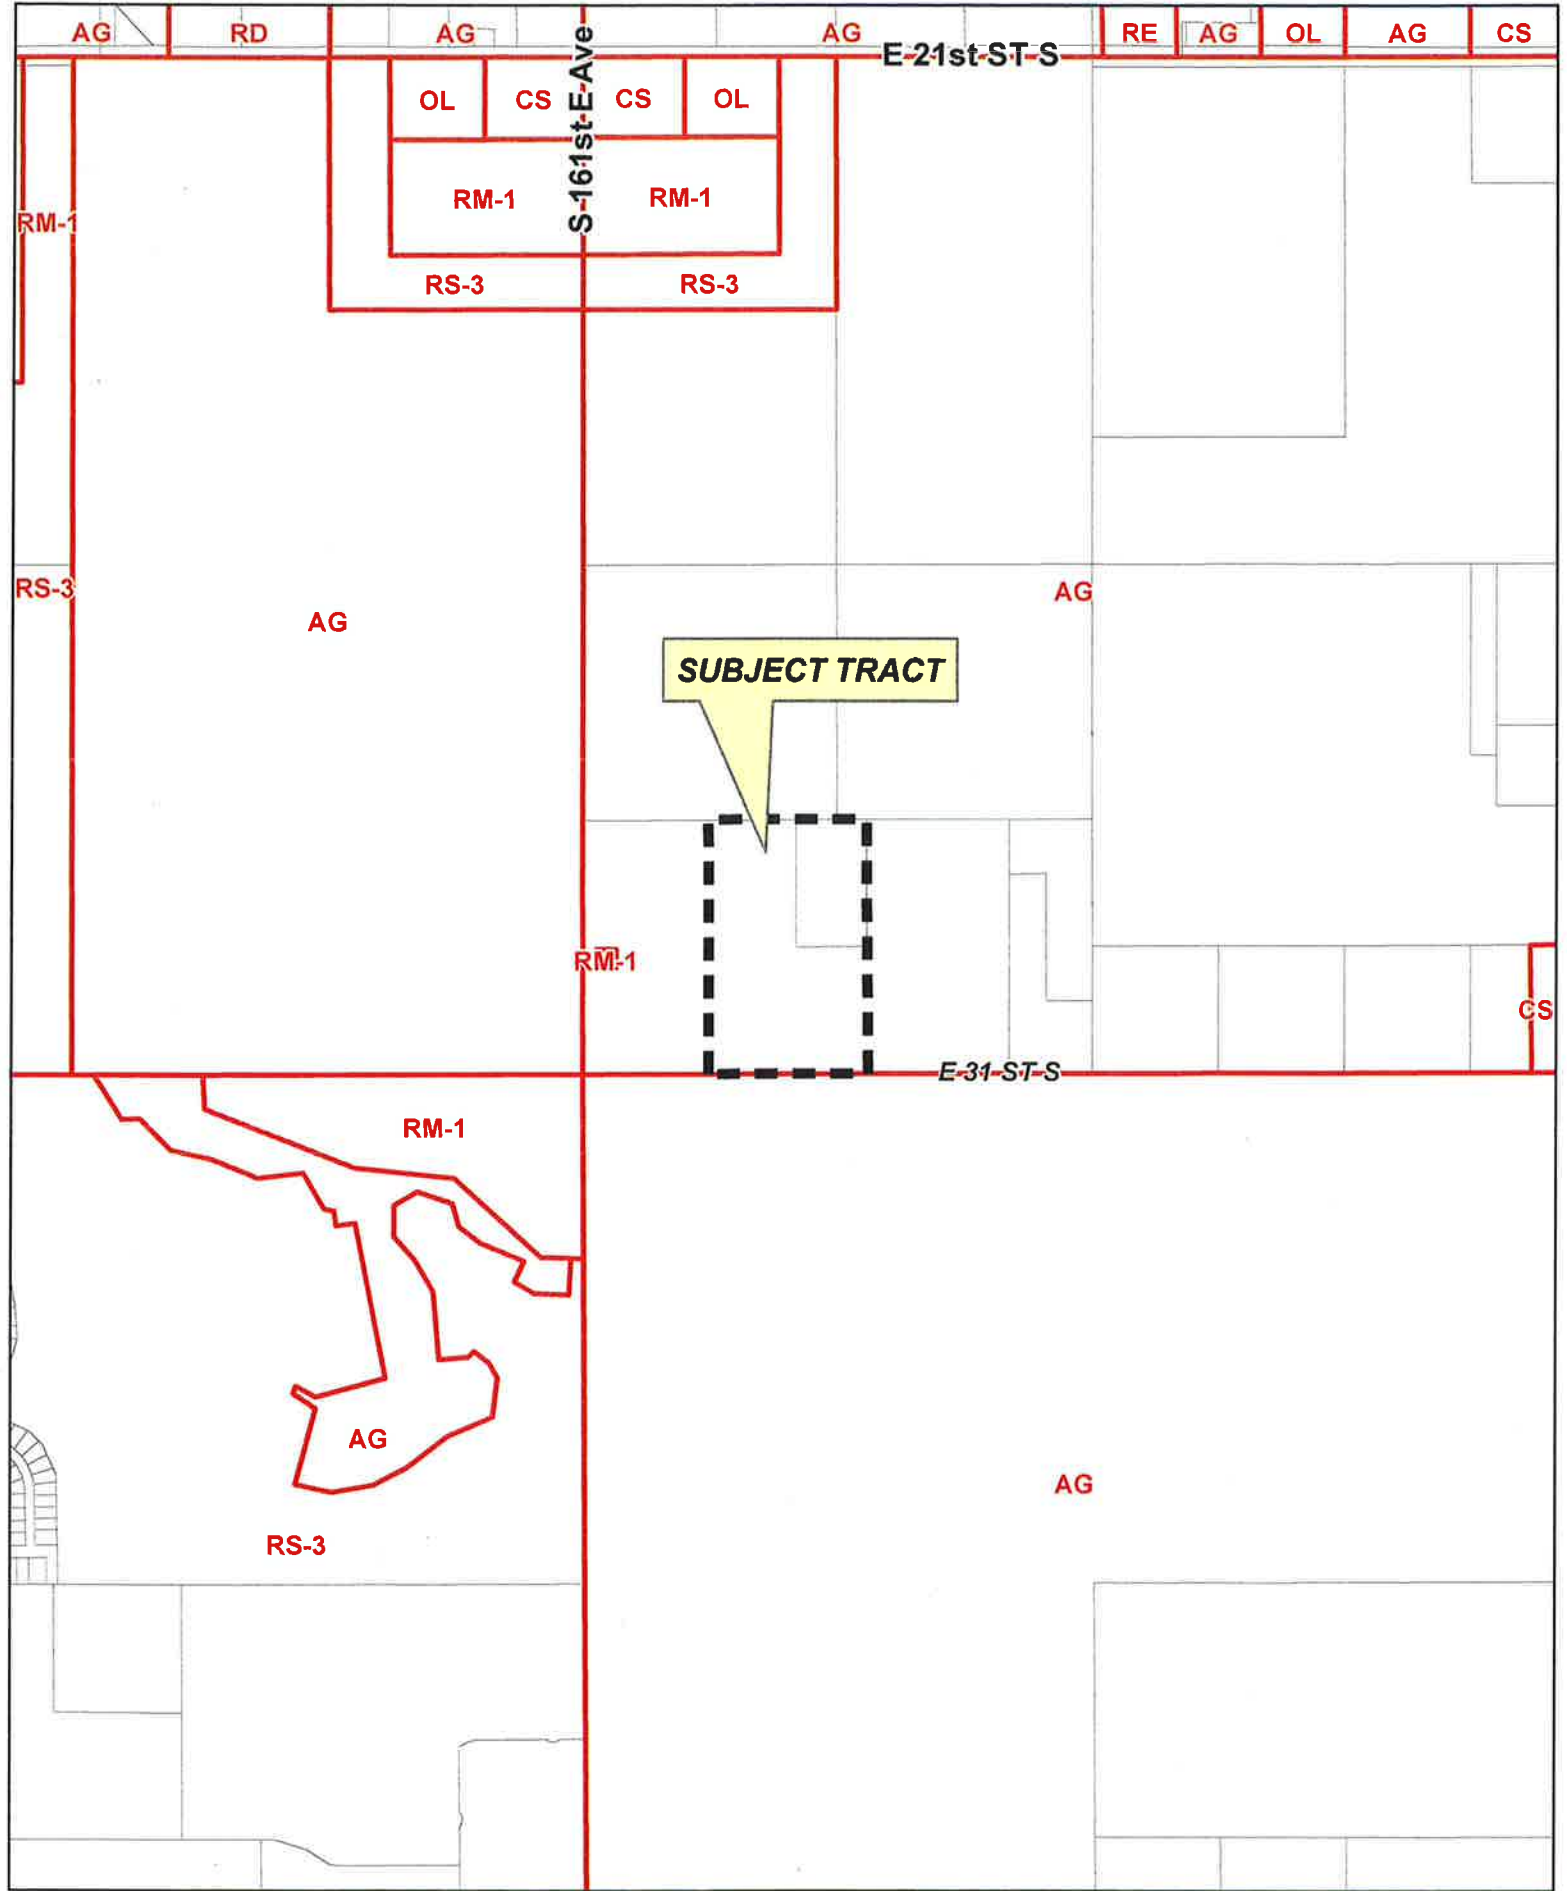 AG RD AG AG RE AG OL AG CS
E 21st ST S
S 161st E Ave
OL CS CS OL
RM-1 RM-1
RM-1
RS-3 RS-3
RS-3
AG
AG
SUBJECT TRACT
RM-1
CS
E 31 ST S
RM-1
AG
AG
RS-3